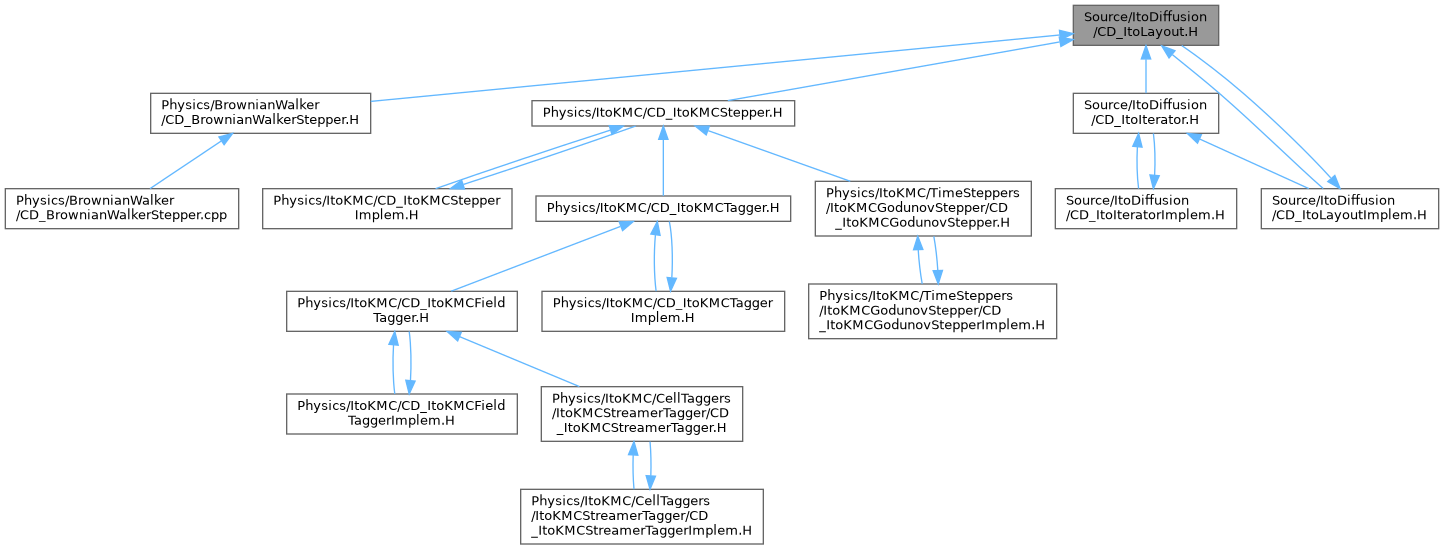 Source/ItoDiffusion
/CD_ItoLayout.H
Physics/BrownianWalker
/CD_BrownianWalkerStepper.H
Physics/ItoKMC/CD_ItoKMCStepper.H
Source/ItoDiffusion
/CD_ItoIterator.H
Physics/BrownianWalker
/CD_BrownianWalkerStepper.cpp
Physics/ItoKMC/CD_ItoKMCStepper
Implem.H
Physics/ItoKMC/CD_ItoKMCTagger.H
Physics/ItoKMC/TimeSteppers
/ItoKMCGodunovStepper/CD
_ItoKMCGodunovStepper.H
Source/ItoDiffusion
/CD_ItoIteratorImplem.H
Source/ItoDiffusion
/CD_ItoLayoutImplem.H
Physics/ItoKMC/CD_ItoKMCField
Tagger.H
Physics/ItoKMC/CD_ItoKMCTagger
Implem.H
Physics/ItoKMC/TimeSteppers
/ItoKMCGodunovStepper/CD
_ItoKMCGodunovStepperImplem.H
Physics/ItoKMC/CD_ItoKMCField
TaggerImplem.H
Physics/ItoKMC/CellTaggers
/ItoKMCStreamerTagger/CD
_ItoKMCStreamerTagger.H
Physics/ItoKMC/CellTaggers
/ItoKMCStreamerTagger/CD
_ItoKMCStreamerTaggerImplem.H